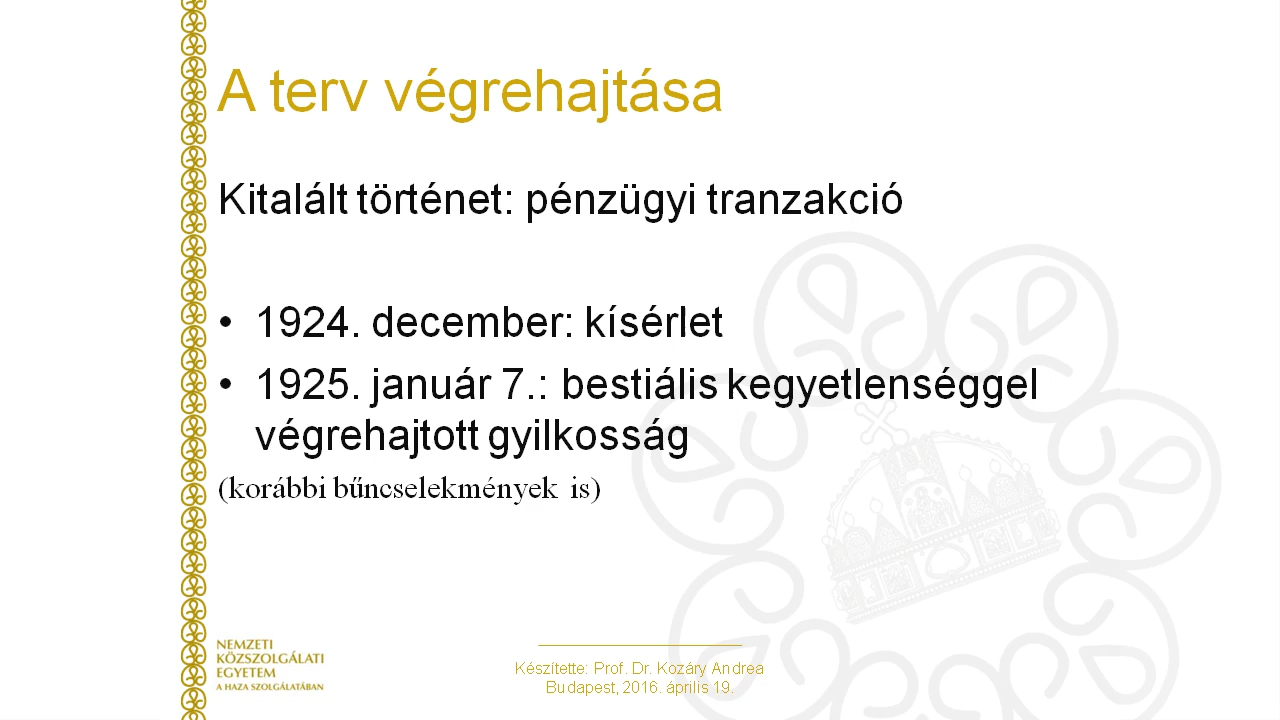 A terv végrehajtása
Kitalált történet: pénzügyi tranzakció
• 1924. december: kísérlet
• 1925. január 7.: bestiális kegyetlenséggel
végrehajtott gyilkosság
(korábbi bűncselekmények is)
NEMZETI
KÖZSZOLGÁLATI
EGYETEM
A HAZA SZOLGÁLATÁBAN
Készítette: Prof. Dr. Kozáry Andrea
Budapest, 2016. április 19.